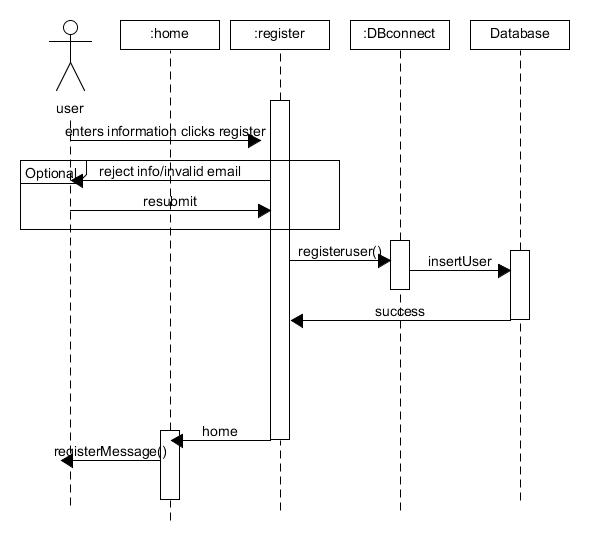 :home
:register
:DBconnect
Database
user
enters information clicks register
Optional
reject info/invalid email
resubmit
registeruser()
insertUser
success
home
registerMessage()